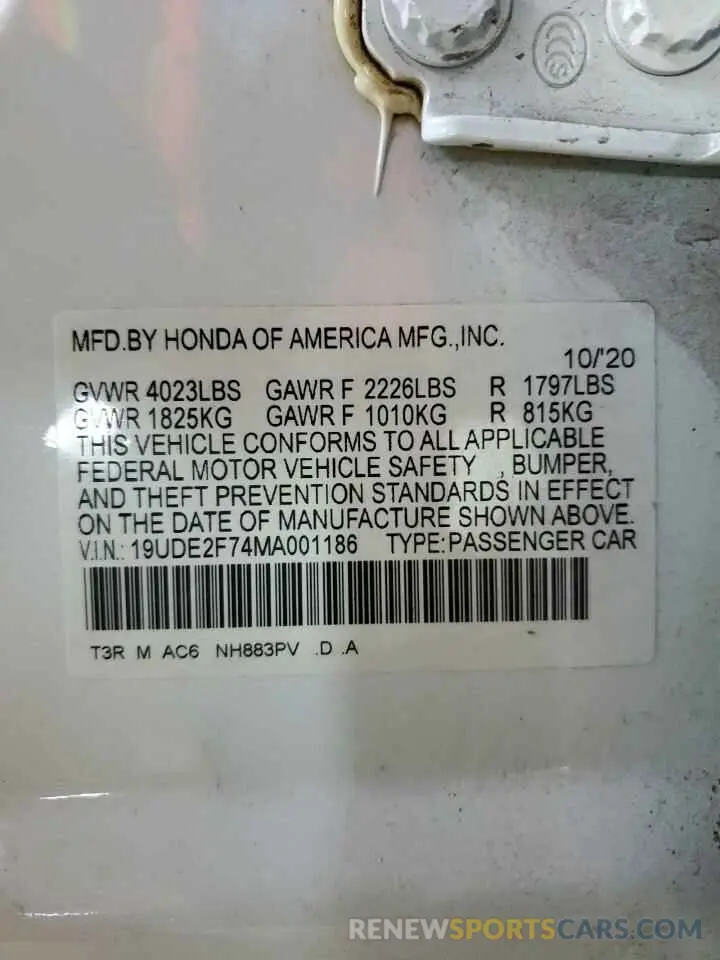 MFD.BY HONDA OF AMERICA MFG.,INC.
10/'20
GVWR 4023LBS GAWR F 2226LBS R 1797LBS
GVWR 1825KG GAWR F 1010KG R 815KG
THIS VEHICLE CONFORMS TO ALL APPLICABLE
FEDERAL MOTOR VEHICLE SAFETY , BUMPER,
AND THEFT PREVENTION STANDARDS IN EFFECT
ON THE DATE OF MANUFACTURE SHOWN ABOVE.
V.I.N.: 19UDE2F74MA001186 TYPE:PASSENGER CAR
T3R M AC6 NH883PV .D .A
RENEWSPORTSCARS.COM